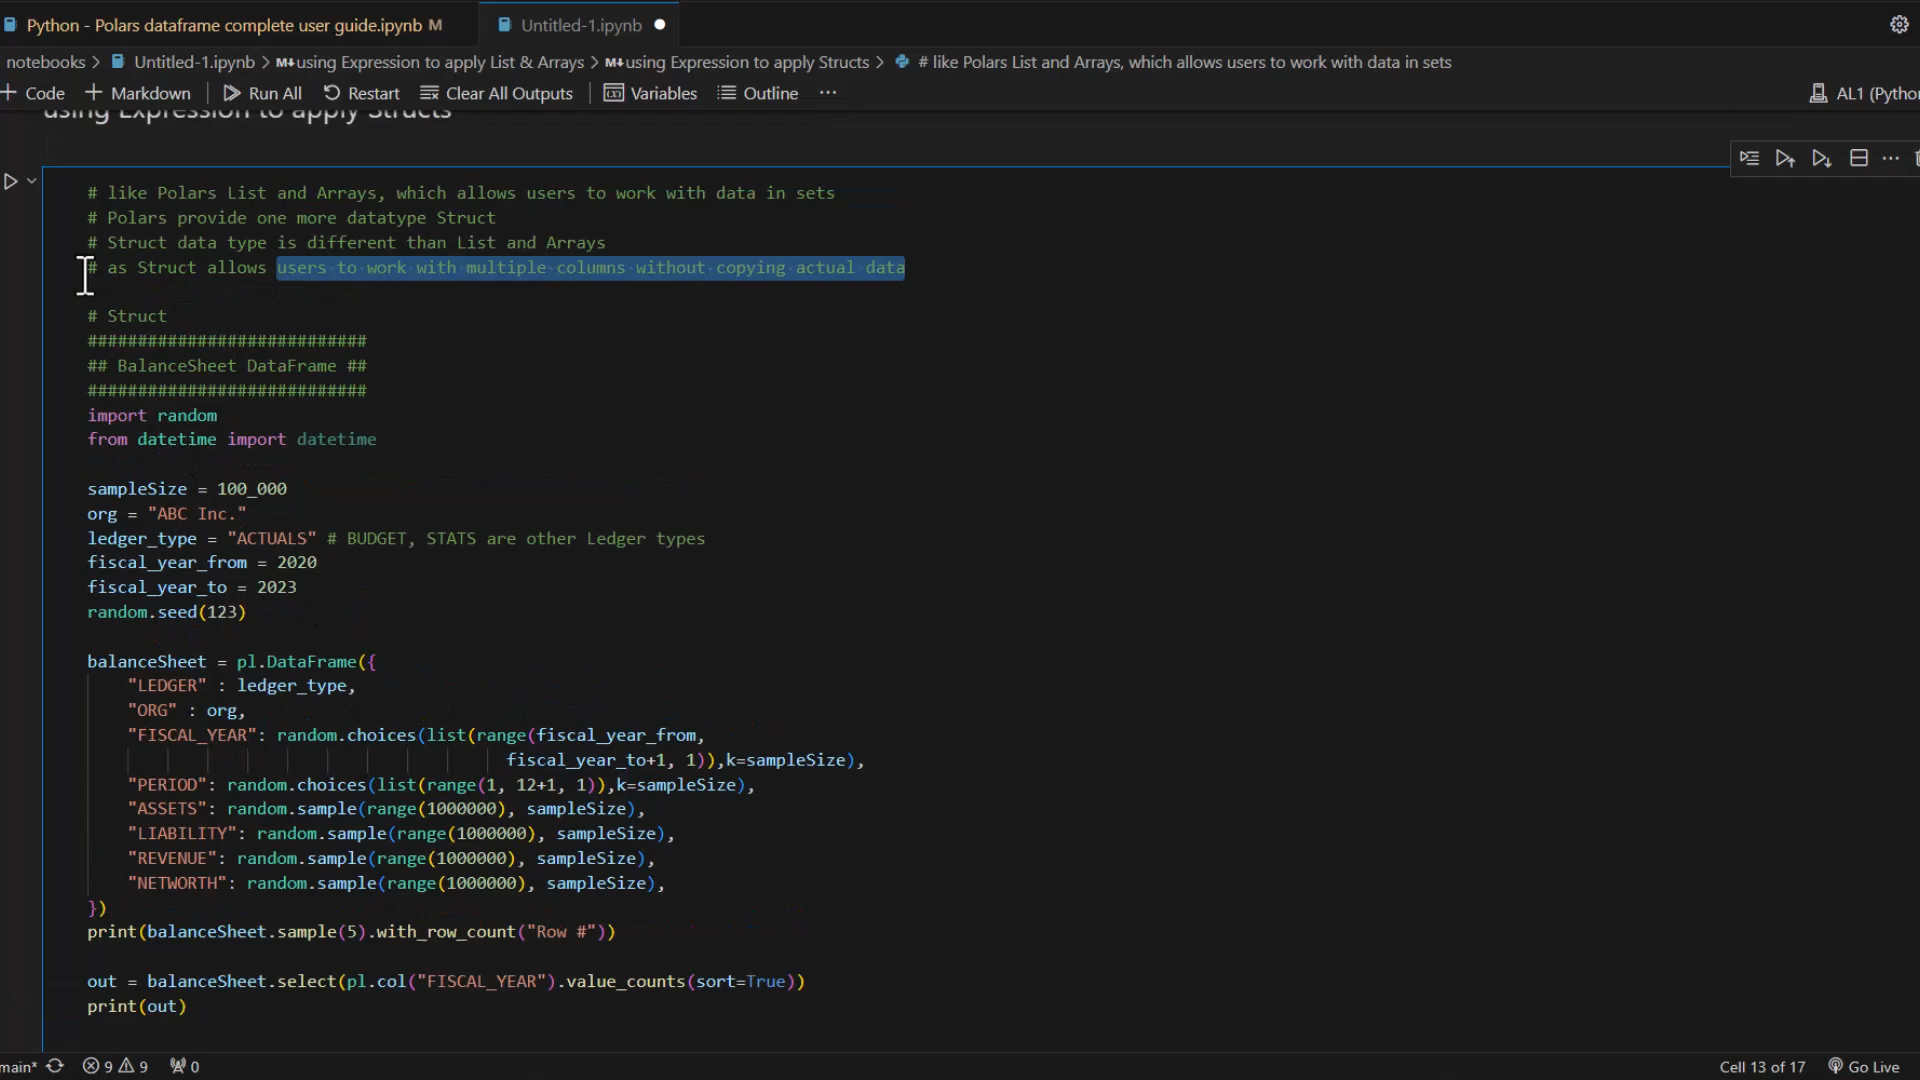 Python - Polars dataframe complete user guide.ipynb M
Untitled-1.ipynb
notebooks > Untitled-1.ipynb > M↓using Expression to apply List & Arrays > M↓using Expression to apply Structs > # like Polars List and Arrays, which allows users to work with data in sets
+ Code + Markdown Run All Restart Clear All Outputs Variables Outline ...
AL1 (Pytho
using Expression to apply Structs
# like Polars List and Arrays, which allows users to work with data in sets
# Polars provide one more datatype Struct
# Struct data type is different than List and Arrays
# as Struct allows users to work with multiple columns without copying actual data
# Struct
############################
## BalanceSheet DataFrame ##
############################
import random
from datetime import datetime
sampleSize = 100_000
org = "ABC Inc."
ledger_type = "ACTUALS" # BUDGET, STATS are other Ledger types
fiscal_year_from = 2020
fiscal_year_to = 2023
random.seed(123)
balanceSheet = pl.DataFrame({
"LEDGER" : ledger_type,
"ORG" : org,
"FISCAL_YEAR": random.choices(list(range(fiscal_year_from,
fiscal_year_to+1, 1)),k=sampleSize),
"PERIOD": random.choices(list(range(1, 12+1, 1)),k=sampleSize),
"ASSETS": random.sample(range(1000000), sampleSize),
"LIABILITY": random.sample(range(1000000), sampleSize),
"REVENUE": random.sample(range(1000000), sampleSize),
"NETWORTH": random.sample(range(1000000), sampleSize),
})
print(balanceSheet.sample(5).with_row_count("Row #"))
out = balanceSheet.select(pl.col("FISCAL_YEAR").value_counts(sort=True))
print(out)
main* 9 9 0
Cell 13 of 17 Go Live